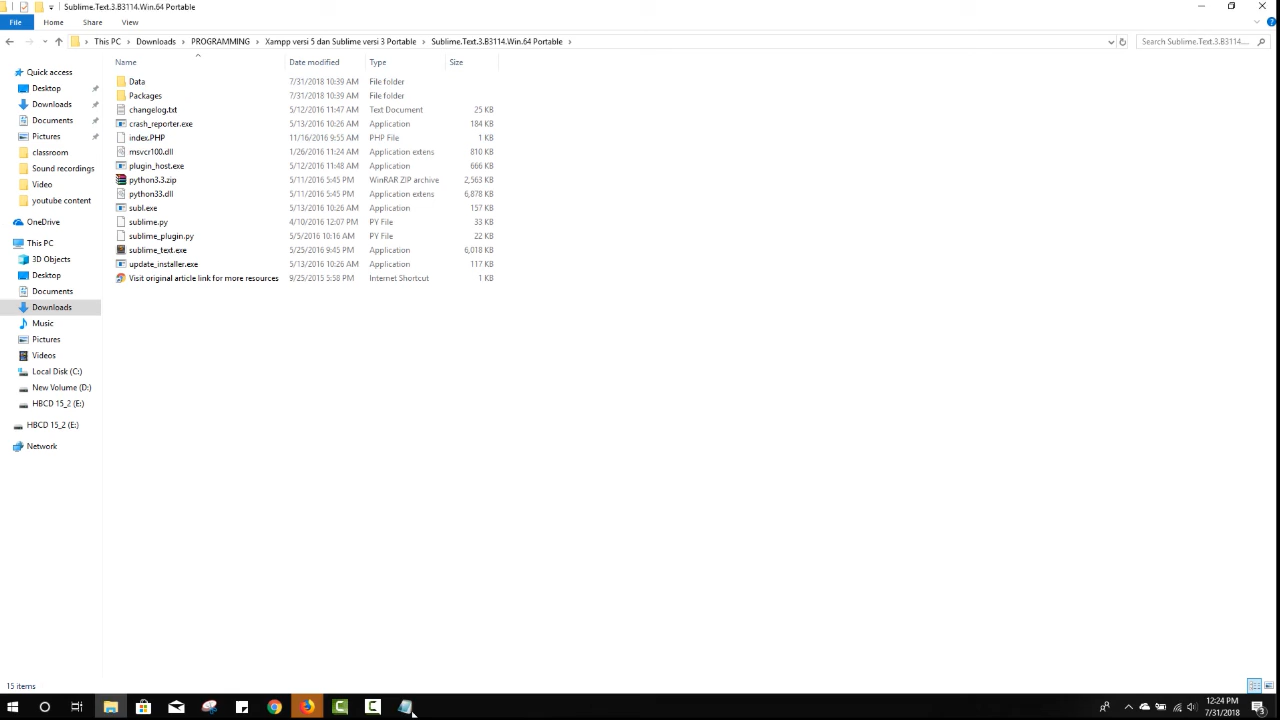 Sublime.Text.3.B3114.Win.64 Portable
File Home Share View
This PC > Downloads > PROGRAMMING > Xampp versi 5 dan Sublime versi 3 Portable > Sublime.Text.3.B3114.Win.64 Portable >
Search Sublime.Text.3.B3114....
Name Date modified Type Size
Data 7/31/2018 10:39 AM File folder
Packages 7/31/2018 10:39 AM File folder
changelog.txt 5/12/2016 11:47 AM Text Document 25 KB
crash_reporter.exe 5/13/2016 10:26 AM Application 184 KB
index.PHP 11/16/2016 9:55 AM PHP File 1 KB
msvcr100.dll 1/26/2016 11:24 AM Application extens 810 KB
plugin_host.exe 5/12/2016 11:48 AM Application 666 KB
python3.3.zip 5/11/2016 5:45 PM WinRAR ZIP archive 2,563 KB
python33.dll 5/11/2016 5:45 PM Application extens 6,878 KB
subl.exe 5/13/2016 10:26 AM Application 157 KB
sublime.py 4/10/2016 12:07 PM PY File 33 KB
sublime_plugin.py 5/5/2016 10:16 AM PY File 22 KB
sublime_text.exe 5/25/2016 9:45 PM Application 6,018 KB
update_installer.exe 5/13/2016 10:26 AM Application 117 KB
Visit original article link for more resources 9/25/2015 5:58 PM Internet Shortcut 1 KB
Quick access
Desktop
Downloads
Documents
Pictures
classroom
Sound recordings
Video
youtube content
OneDrive
This PC
3D Objects
Desktop
Documents
Downloads
Music
Pictures
Videos
Local Disk (C:)
New Volume (D:)
HBCD 15_2 (E:)
HBCD 15_2 (E:)
Network
15 items
12:24 PM
7/31/2018
3